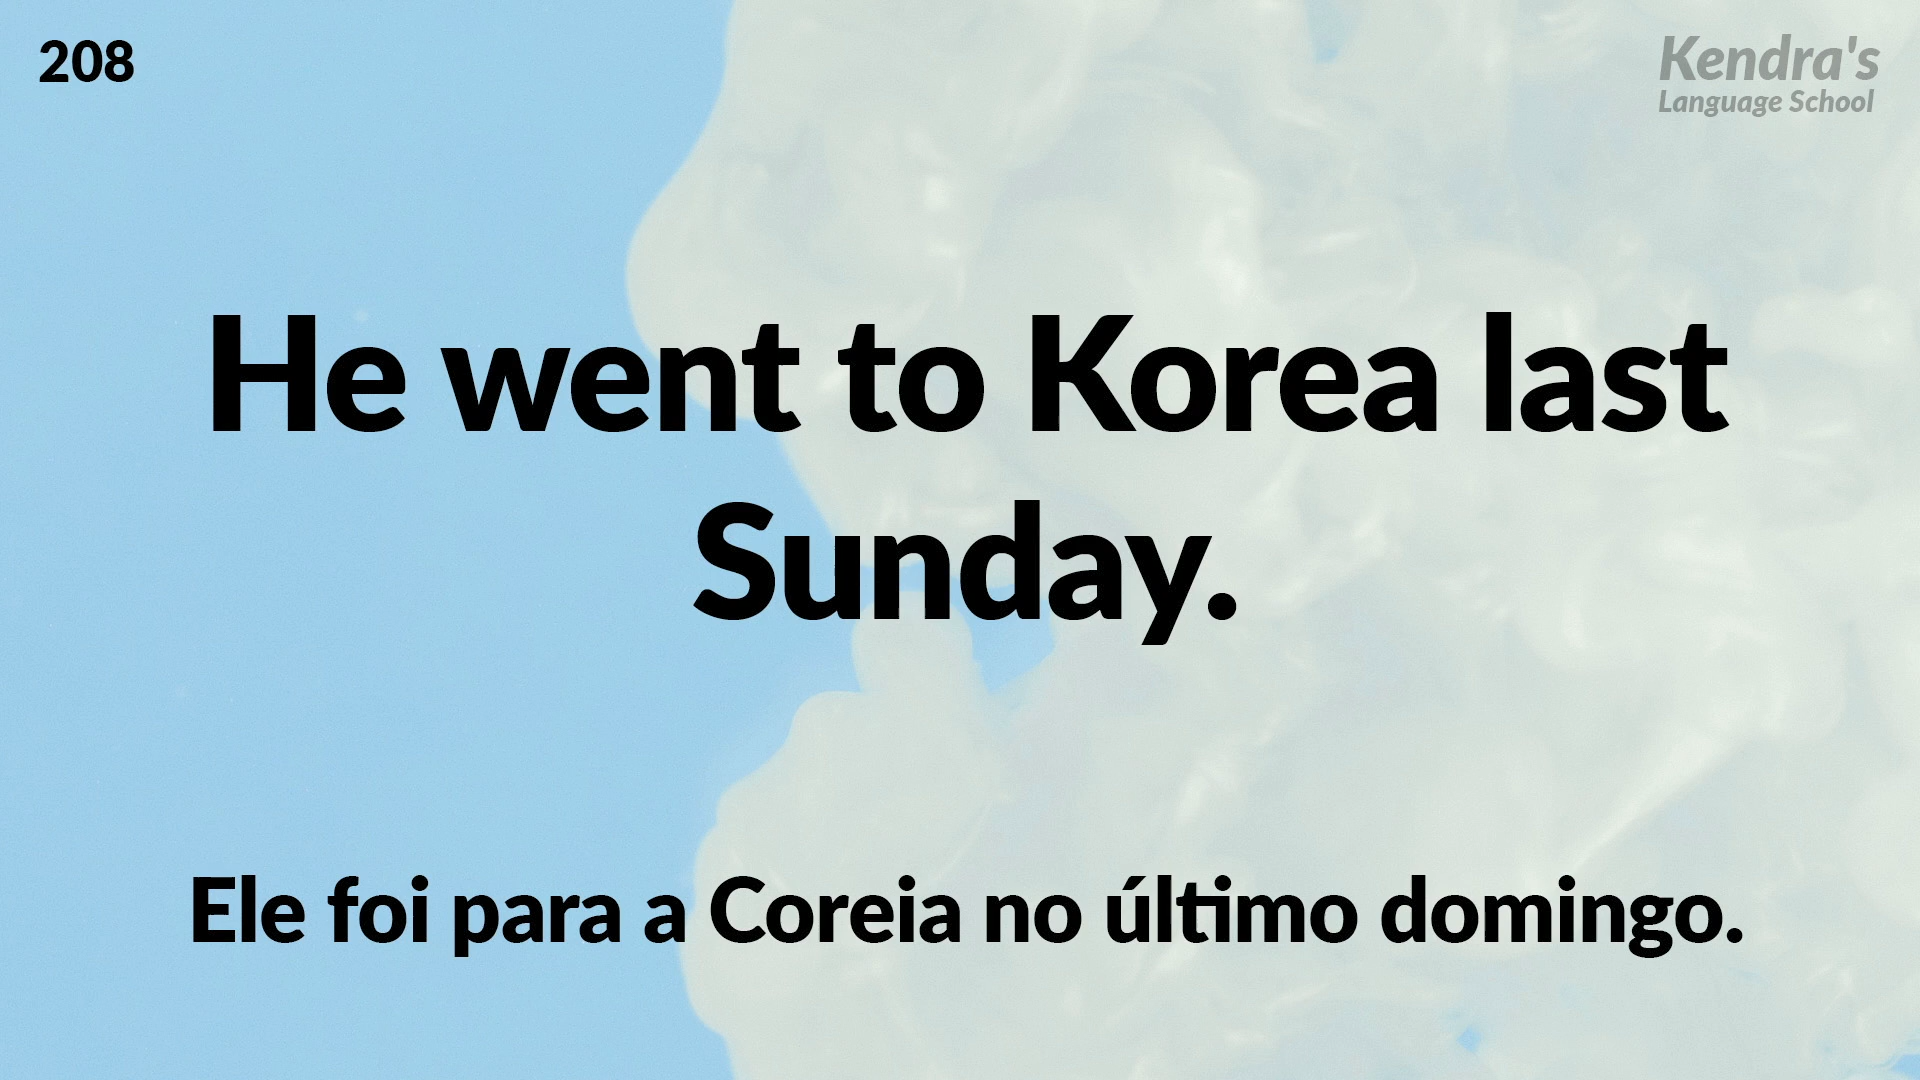 208
Kendra's
Language School
He went to Korea last
Sunday.
Ele foi para a Coreia no último domingo.